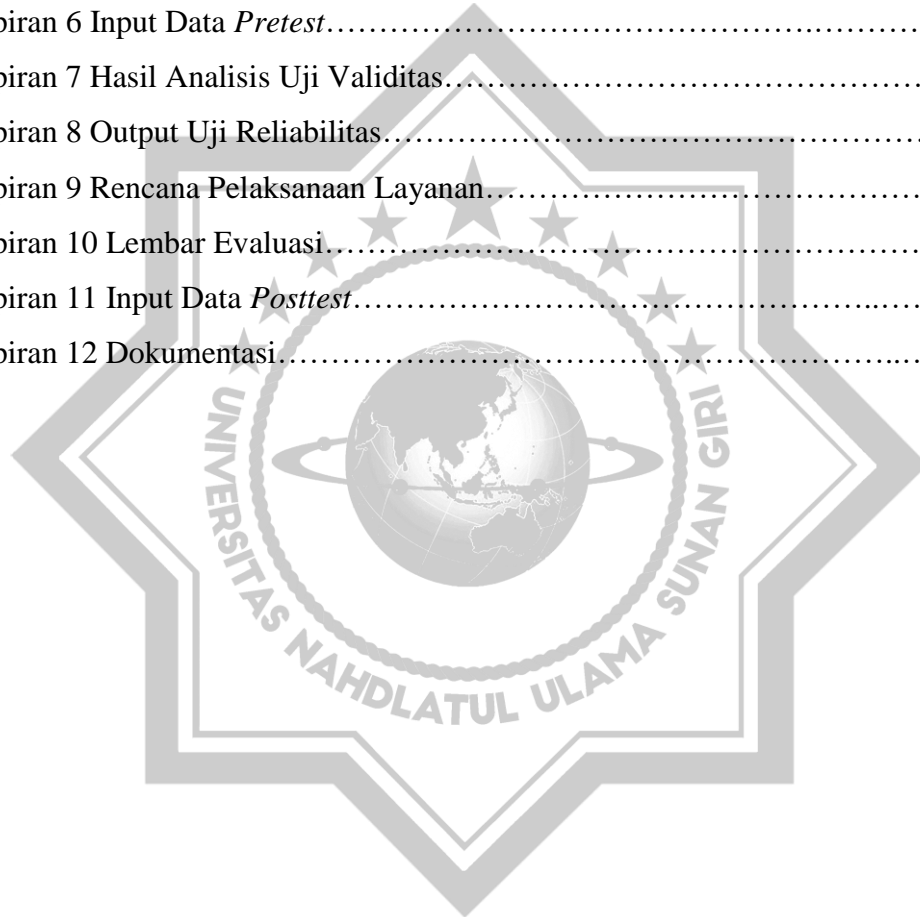 piran 6 Input Data Pretest……………………………………………….…………
piran 7 Hasil Analisis Uji Validitas…………………………………………
piran 8 Output Uji Reliabilitas………………………………………………
piran 9 Rencana Pelaksanaan Layanan……………………………………
piran 10 Lembar Evaluasi……………………………………………………
piran 11 Input Data Posttest……………………………………………..…
piran 12 Dokumentasi……………………………………………………..…
UNIVERSITAS NAHDLATUL ULAMA SUNAN GIRI